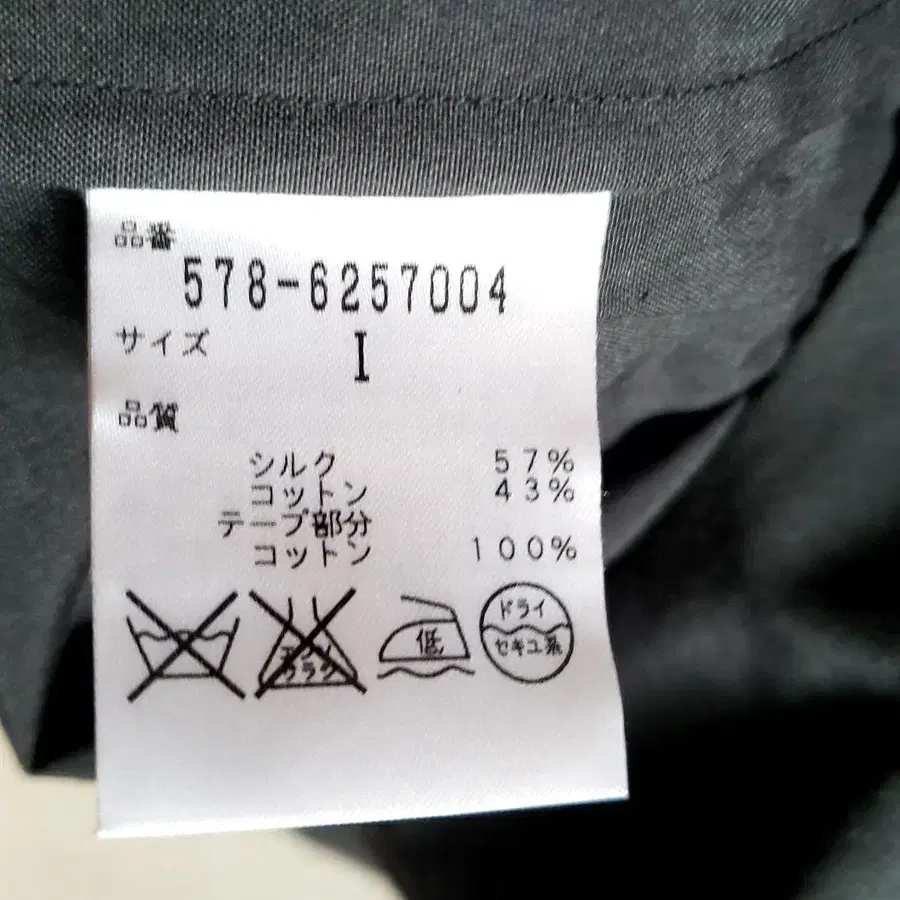 品番
578-6257004
サイズ I
品質
シルク 57%
コットン 43%
テープ部分
コットン 100%
エンソ
サラシ
低
ドライ
セキユ系